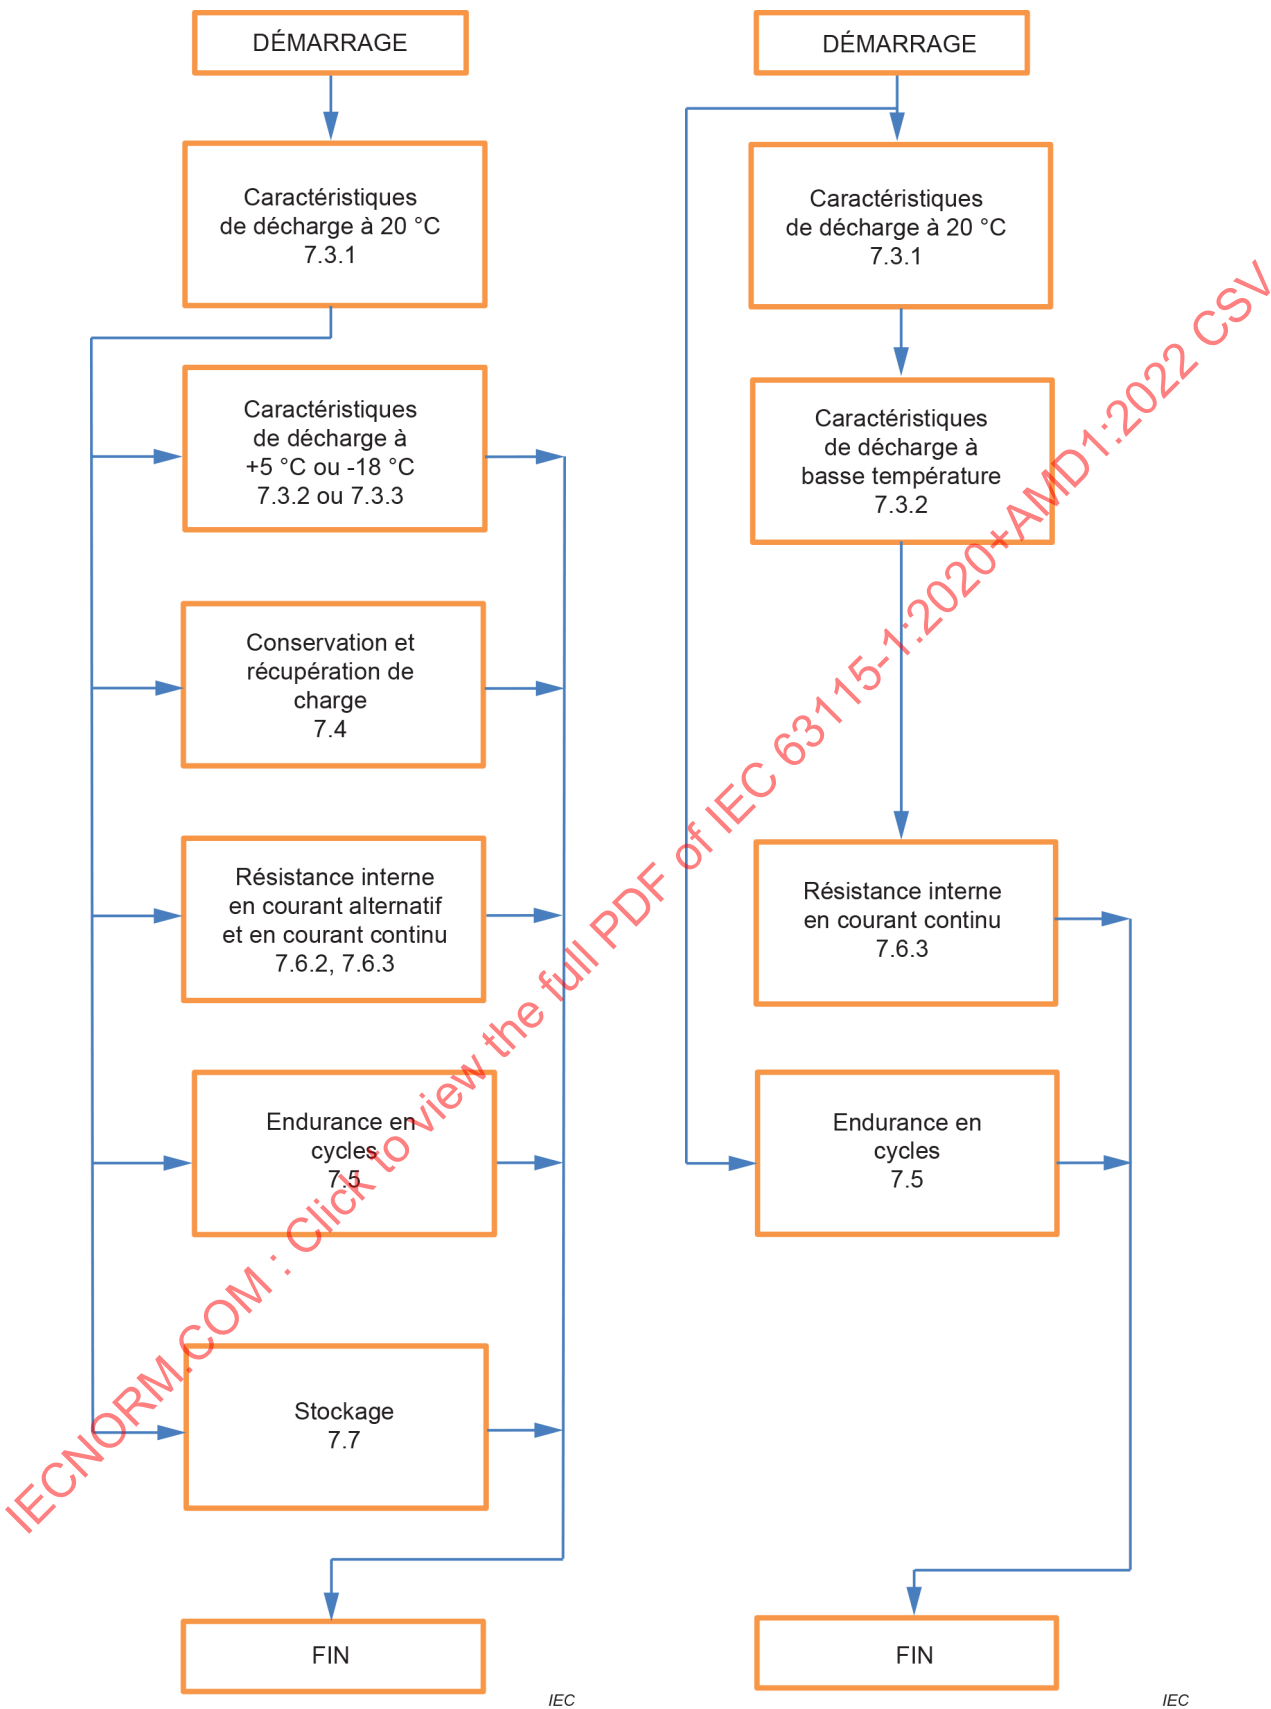 DÉMARRAGE
Caractéristiques
de décharge à 20 °C
7.3.1
Caractéristiques
de décharge à
+5 °C ou -18 °C
7.3.2 ou 7.3.3
Conservation et
récupération de
charge
7.4
Résistance interne
en courant alternatif
et en courant continu
7.6.2, 7.6.3
Endurance en
cycles
7.5
Stockage
7.7
FIN
IEC
DÉMARRAGE
Caractéristiques
de décharge à 20 °C
7.3.1
Caractéristiques
de décharge à
basse température
7.3.2
Résistance interne
en courant continu
7.6.3
Endurance en
cycles
7.5
FIN
IEC
IECNORM.COM : Click to view the full PDF of IEC 63115-1:2020+AMD1:2022 CSV